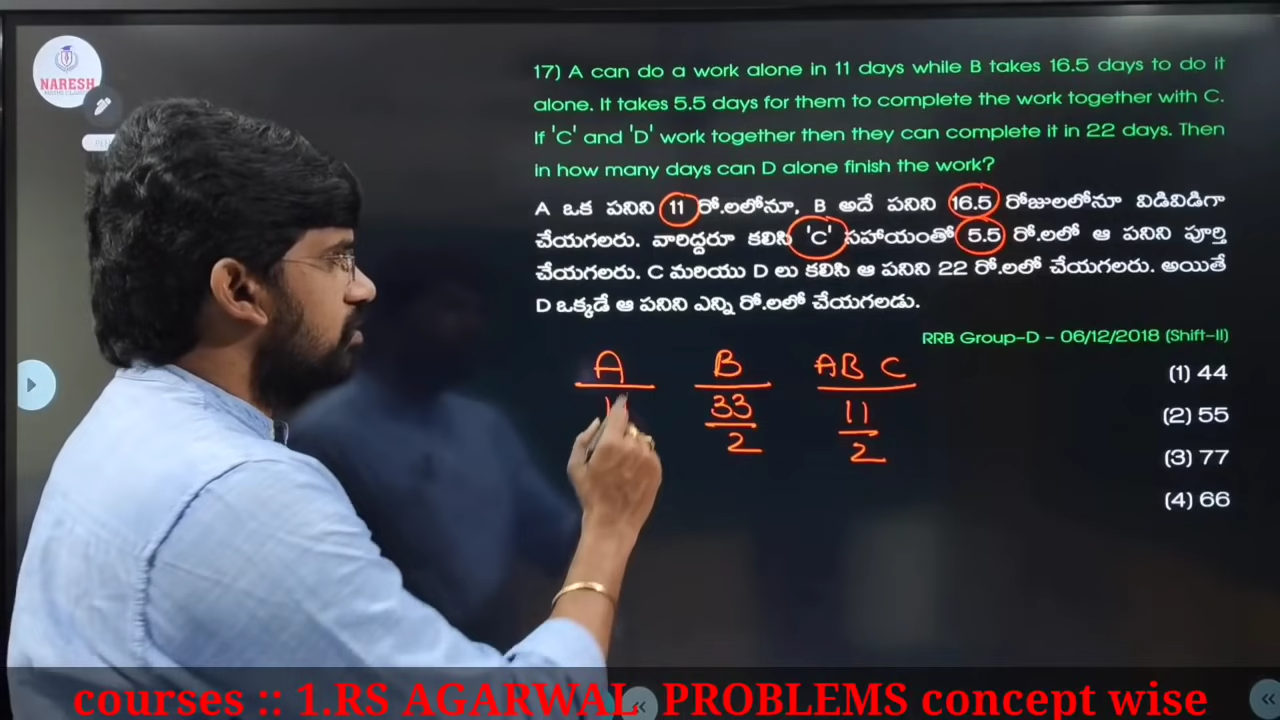 NARESH
17) A can do a work alone in 11 days while B takes 16.5 days to do it
alone. It takes 5.5 days for them to complete the work together with C.
If 'C' and 'D' work together then they can complete it in 22 days. Then
in how many days can D alone finish the work?
A ఒక పనిని 11 రో.లలోనూ, B అదే పనిని 16.5 రోజులలోనూ విడివిడిగా
చేయగలరు. వారిద్దరూ కలిసి 'C' సహాయంతో 5.5 రో.లలో ఆ పనిని పూర్తి
చేయగలరు. C మరియు D లు కలిసి ఆ పనిని 22 రో.లలో చేయగలరు. అయితే
D ఒక్కడే ఆ పనిని ఎన్ని రో.లలో చేయగలడు.
RRB Group-D – 06/12/2018 (Shift-II)
(1) 44
(2) 55
(3) 77
(4) 66
A B AB C
33 11
2 2
courses :: 1.RS AGARWAL PROBLEMS concept wise